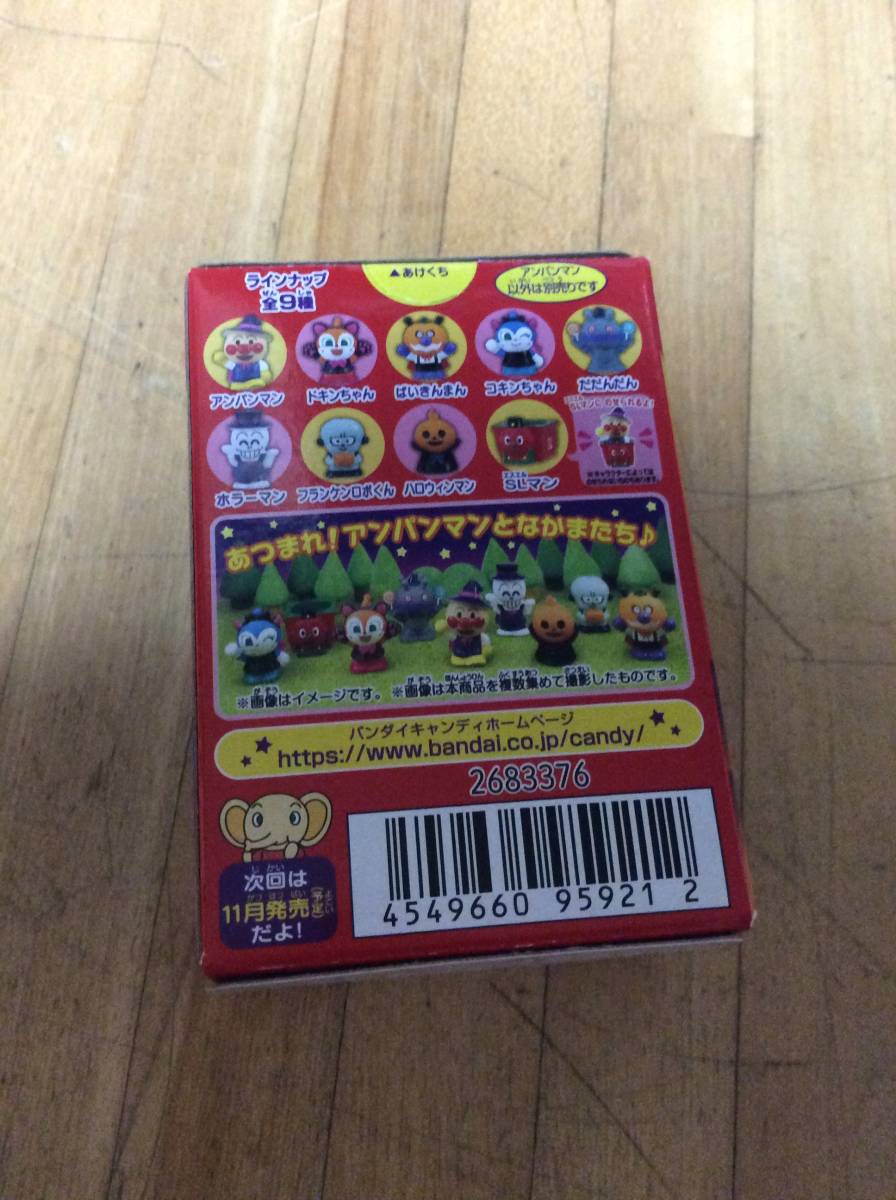 ラインナップ
全9種
▲あけくち
アンパンマン
以外は別売りです
アンパンマン
ドキンちゃん
ばいきんまん
コキンちゃん
だだんだん
ホラーマン
フランケンロボくん
ハロウィンマン
SLマン
のせられるよ!
あつまれ!アンパンマンとなかまたち♪
※画像はイメージです。 ※画像は本商品を複数集めて撮影したものです。
バンダイキャンディホームページ
https://www.bandai.co.jp/candy/
2683376
次回は
11月発売(予定)
だよ!
4549660 95921 2